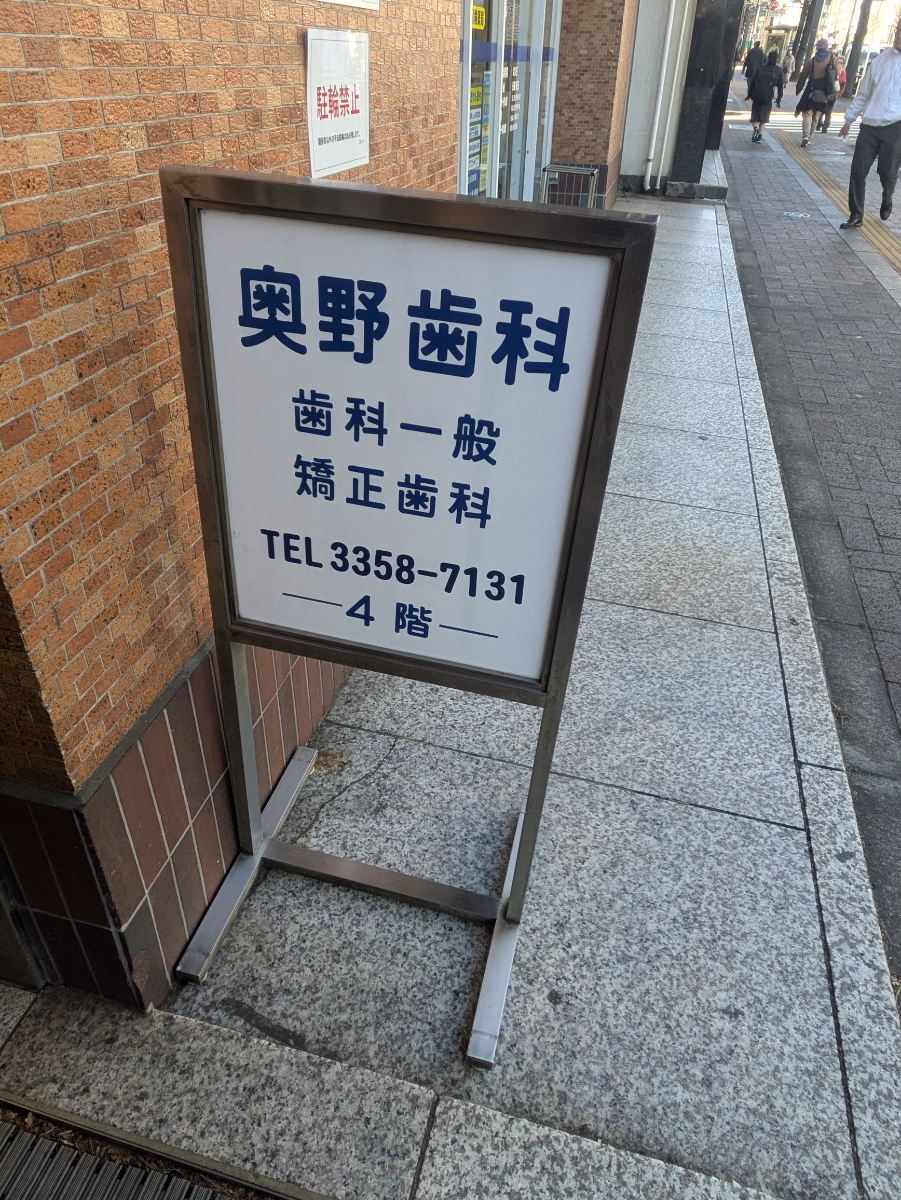 駐輪禁止
奥野歯科
歯科一般
矯正歯科
TEL 3358-7131
4階